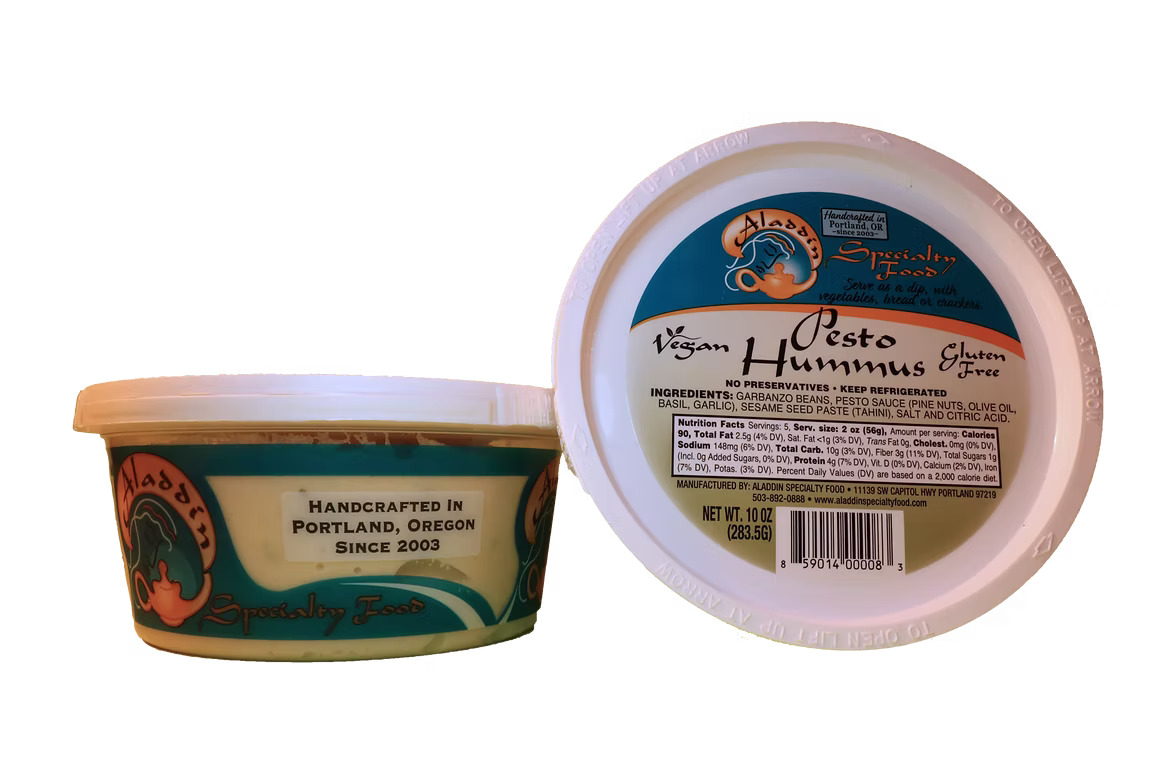 Aladdin
HANDCRAFTED IN
PORTLAND, OREGON
SINCE 2003
Specialty Food
TO OPEN LIFT UP AT ARROW
TO OPEN LIFT UP AT ARROW
TO OPEN LIFT UP AT ARROW
Aladdin
Handcrafted in
Portland, OR
~since 2003~
Specialty
Food
Serve as a dip, with
vegetables, bread or crackers.
Vegan
Pesto
Hummus
Gluten
Free
NO PRESERVATIVES • KEEP REFRIGERATED
INGREDIENTS: GARBANZO BEANS, PESTO SAUCE (PINE NUTS, OLIVE OIL,
BASIL, GARLIC), SESAME SEED PASTE (TAHINI), SALT AND CITRIC ACID.
Nutrition Facts Servings: 5, Serv. size: 2 oz (56g), Amount per serving: Calories
90, Total Fat 2.5g (4% DV), Sat. Fat <1g (3% DV), Trans Fat 0g, Cholest. 0mg (0% DV),
Sodium 148mg (6% DV), Total Carb. 10g (3% DV), Fiber 3g (11% DV), Total Sugars 1g
(Incl. 0g Added Sugars, 0% DV), Protein 4g (7% DV), Vit. D (0% DV), Calcium (2% DV), Iron
(7% DV), Potas. (3% DV). Percent Daily Values (DV) are based on a 2,000 calorie diet.
MANUFACTURED BY: ALADDIN SPECIALTY FOOD • 11139 SW CAPITOL HWY PORTLAND 97219
503-892-0888 • www.aladdinspecialtyfood.com
NET WT. 10 OZ
(283.5G)
8 59014 00008 3